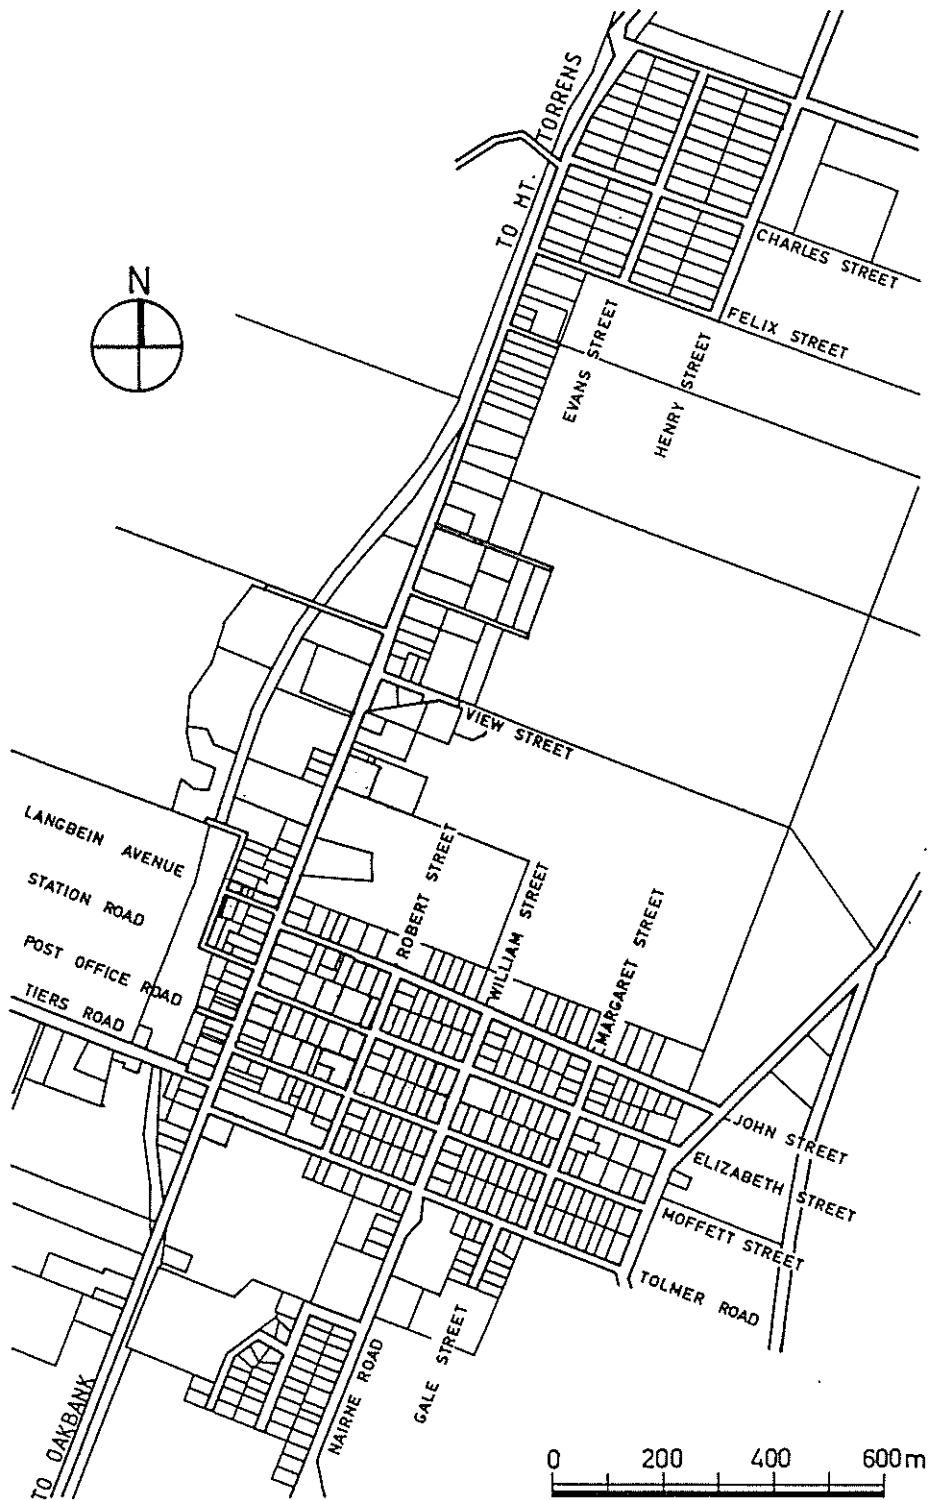 TO MT. TORRENS
N
CHARLES STREET
FELIX STREET
EVANS STREET
HENRY STREET
VIEW STREET
LANGBEIN AVENUE
STATION ROAD
POST OFFICE ROAD
TIERS ROAD
ROBERT STREET
WILLIAM STREET
MARGARET STREET
JOHN STREET
ELIZABETH STREET
MOFFETT STREET
TOLMER ROAD
GALE STREET
NAIRNE ROAD
TO OAKBANK
0 200 400 600m